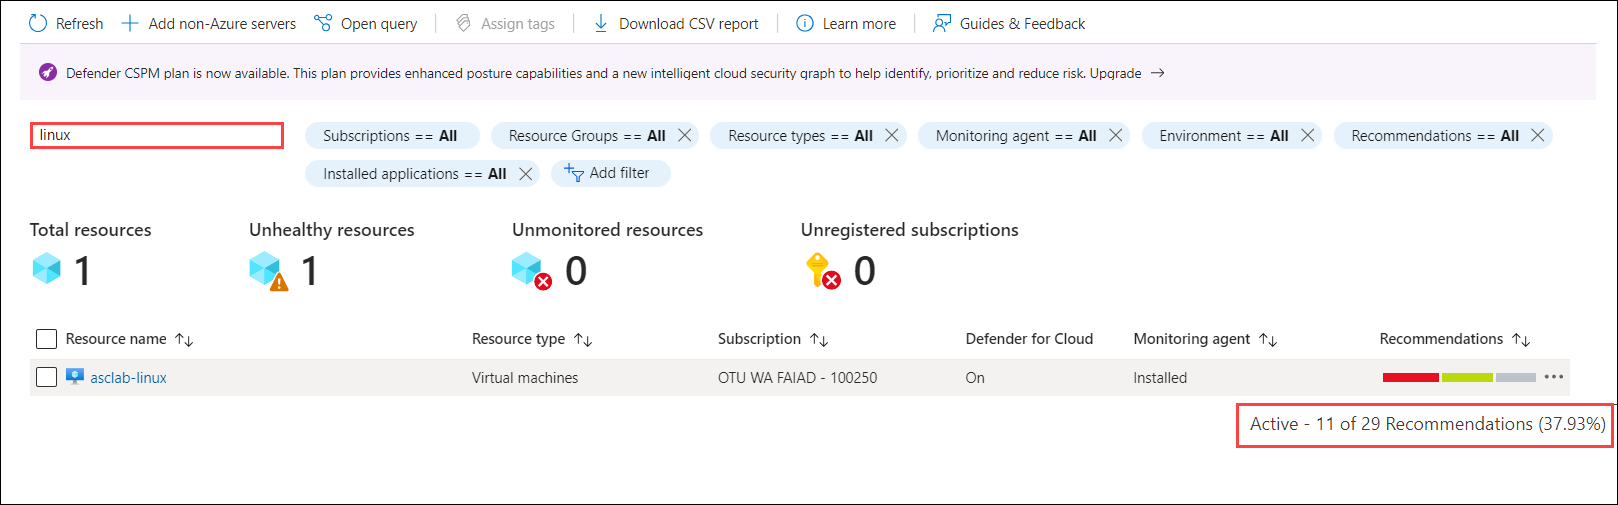 Refresh Add non-Azure servers Open query Assign tags Download CSV report Learn more Guides & Feedback
Defender CSPM plan is now available. This plan provides enhanced posture capabilities and a new intelligent cloud security graph to help identify, prioritize and reduce risk. Upgrade →
linux Subscriptions == All Resource Groups == All Resource types == All Monitoring agent == All Environment == All Recommendations == All
Installed applications == All Add filter
Total resources Unhealthy resources Unmonitored resources Unregistered subscriptions
1 1 0 0
Resource name Resource type Subscription Defender for Cloud Monitoring agent Recommendations
asclab-linux Virtual machines OTU WA FAIAD - 100250 On Installed
Active - 11 of 29 Recommendations (37.93%)